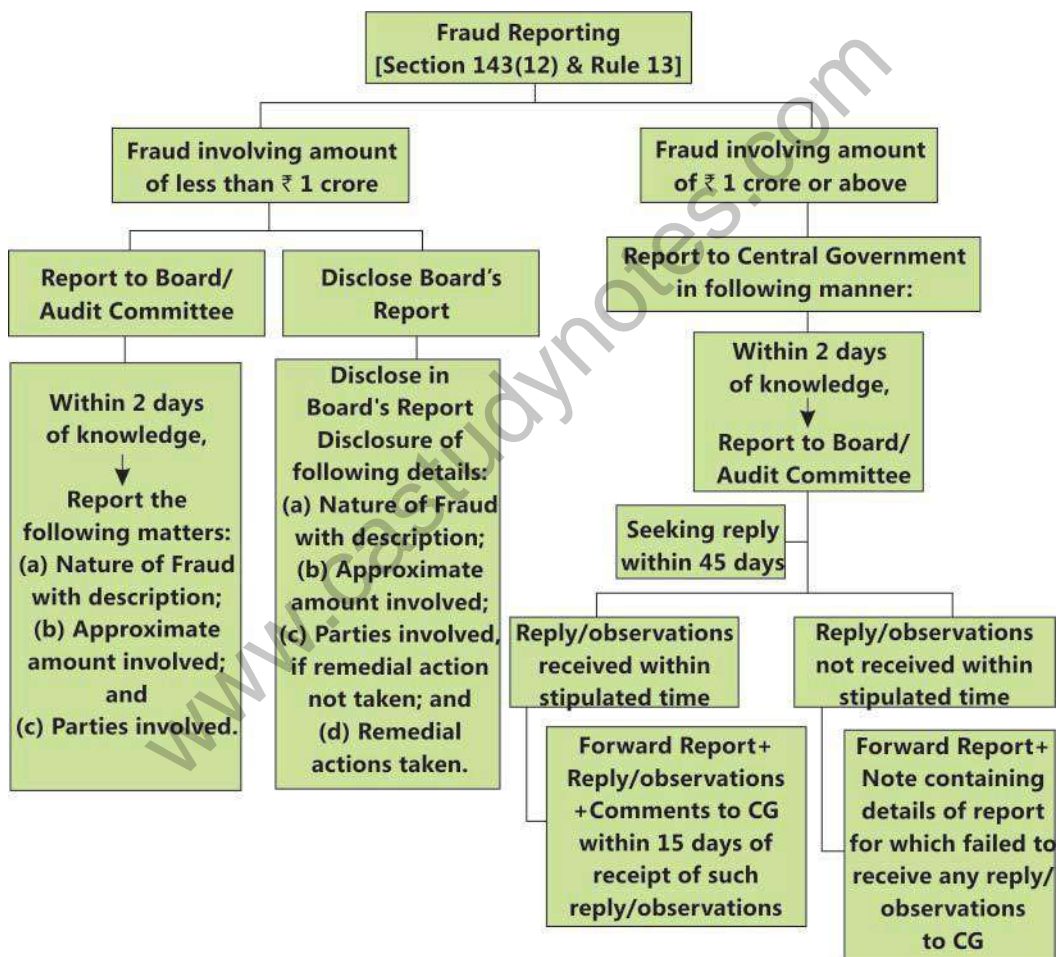 Fraud Reporting
[Section 143(12) & Rule 13]
Fraud involving amount
of less than ₹ 1 crore
Fraud involving amount
of ₹ 1 crore or above
Report to Board/
Audit Committee
Disclose Board's
Report
Report to Central Government
in following manner:
Within 2 days
of knowledge,
Report the
following matters:
(a) Nature of Fraud
with description;
(b) Approximate
amount involved;
and
(c) Parties involved.
Disclose in
Board's Report
Disclosure of
following details:
(a) Nature of Fraud
with description;
(b) Approximate
amount involved;
(c) Parties involved,
if remedial action
not taken; and
(d) Remedial
actions taken.
Within 2 days
of knowledge,
Report to Board/
Audit Committee
Seeking reply
within 45 days
Reply/observations
received within
stipulated time
Reply/observations
not received within
stipulated time
Forward Report+
Reply/observations
+Comments to CG
within 15 days of
receipt of such
reply/observations
Forward Report+
Note containing
details of report
for which failed to
receive any reply/
observations
to CG
www.castudynotes.com